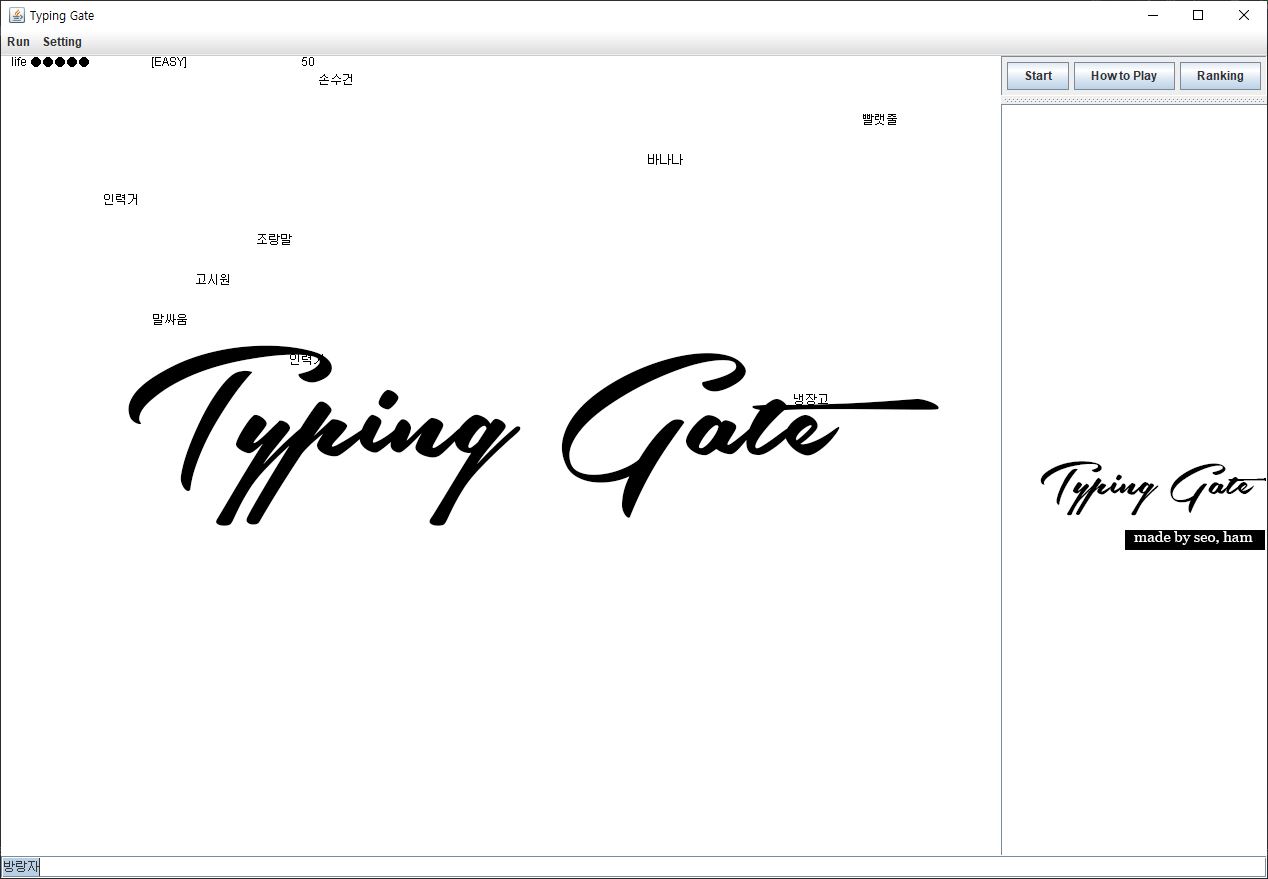 Typing Gate
Run Setting
life [EASY] 50
Start How to Play Ranking
손수건
빨랫줄
바나나
인력거
조랑말
고시원
말싸움
인력거
냉장고
Typing Gate
Typing Gate
made by seo, ham
방랑자